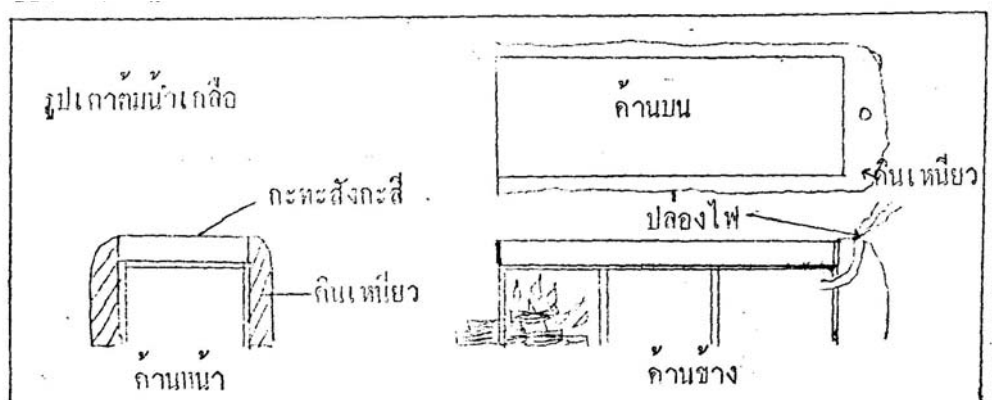 รูปเตาต้มน้ำเกลือ
ด้านบน
ดินเหนียว
กะทะสังกะสี
ปล่องไฟ
ดินเหนียว
ด้านหน้า
ด้านข้าง